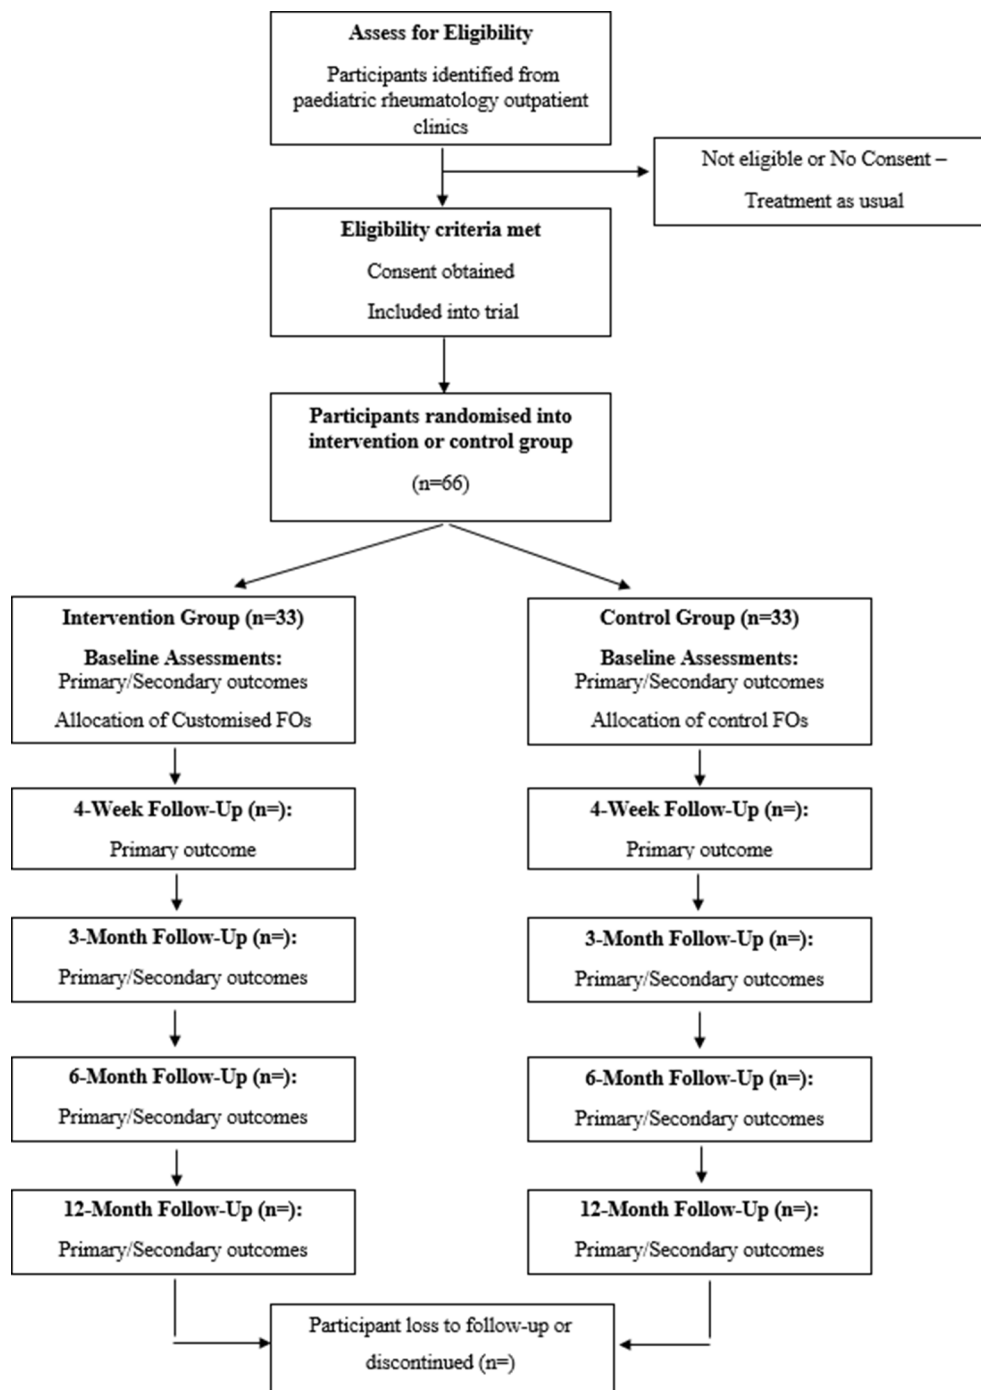 Assess for Eligibility
Participants identified from
paediatric rheumatology outpatient
clinics
Not eligible or No Consent –
Treatment as usual
Eligibility criteria met
Consent obtained
Included into trial
Participants randomised into
intervention or control group
(n=66)
Intervention Group (n=33)
Baseline Assessments:
Primary/Secondary outcomes
Allocation of Customised FOs
Control Group (n=33)
Baseline Assessments:
Primary/Secondary outcomes
Allocation of control FOs
4-Week Follow-Up (n=):
Primary outcome
4-Week Follow-Up (n=):
Primary outcome
3-Month Follow-Up (n=):
Primary/Secondary outcomes
3-Month Follow-Up (n=):
Primary/Secondary outcomes
6-Month Follow-Up (n=):
Primary/Secondary outcomes
6-Month Follow-Up (n=):
Primary/Secondary outcomes
12-Month Follow-Up (n=):
Primary/Secondary outcomes
12-Month Follow-Up (n=):
Primary/Secondary outcomes
Participant loss to follow-up or
discontinued (n=)